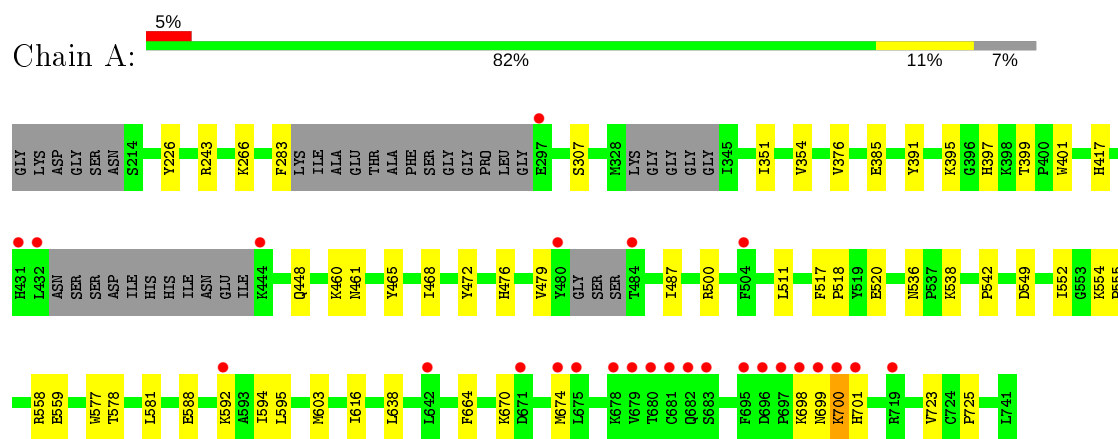 5%
Chain A:
82% 11% 7%
GLY LYS ASP GLY SER ASN S214 Y226 R243 K266 F283 LYS ILE ALA GLU THR ALA PHE SER GLY GLY PRO LEU GLY E297 S307 M328 LYS GLY GLY GLY GLY I345 I351 V354 V376 E385 Y391 K395 G396 H397 K398 T399 P400 W401 H417
H431 L432 ASN SER SER ASP ILE HIS HIS ILE ASN GLU ILE K444 Q448 K460 N461 Y465 I468 Y472 H476 V479 Y480 GLY SER SER T484 I487 R500 F504 L511 F517 P518 Y519 E520 N536 P537 K538 P542 D549 I552 G553 K554 P555
R558 E559 W577 T578 L581 E588 K592 A593 I594 L595 M603 I616 L638 L642 F664 K670 D671 M674 L675 K678 V679 T680 C681 Q682 S683 F695 D696 P697 K698 N699 K700 H701 R719 V723 C724 P725 L741